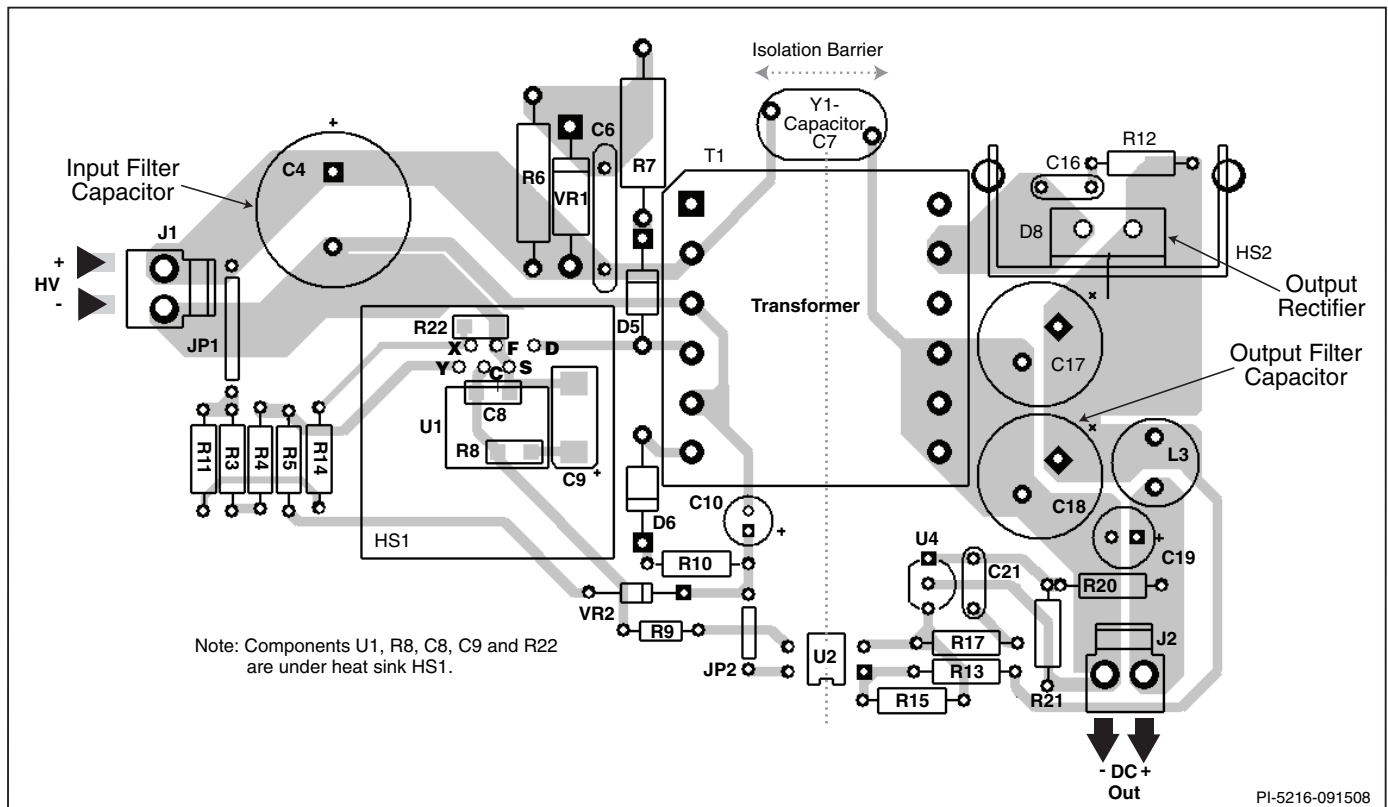 Isolation Barrier
Y1-
Capacitor
C7
C6
R12
T1
C16
Input Filter
Capacitor
C4
R6
VR1
R7
J1
+
HV
-
+
D8
HS2
Output
Rectifier
Transformer
D5
R22
X F D
Y C S
JP1
C8
U1
R8
C9
+
C17
Output Filter
Capacitor
R11
R3
R4
R5
R14
L3
C18
C10
+
D6
HS1
U4
C21
C19
+
R10
R20
VR2
R9
Note: Components U1, R8, C8, C9 and R22
are under heat sink HS1.
JP2
U2
R17
R13
R15
R21
J2
- DC +
Out
PI-5216-091508